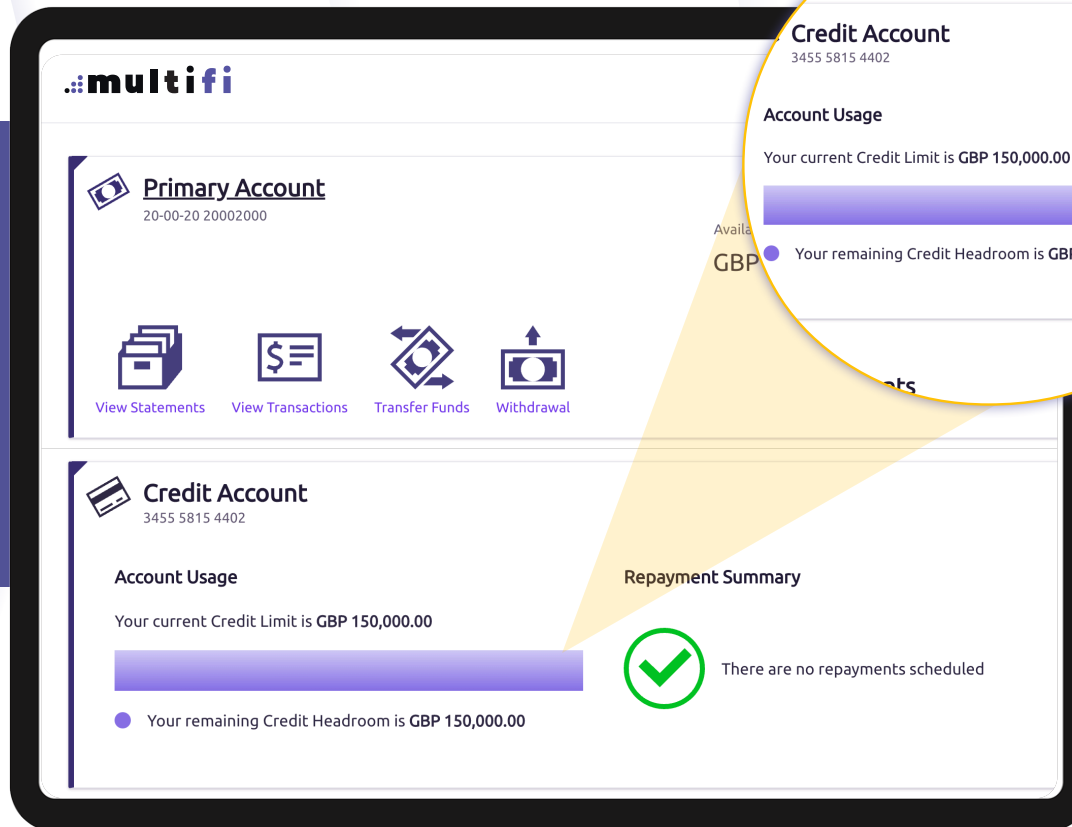 multifi
Primary Account
20-00-20 20002000
GBP
View Statements
View Transactions
Transfer Funds
Withdrawal
Credit Account
3455 5815 4402
Account Usage
Your current Credit Limit is GBP 150,000.00
Your remaining Credit Headroom is GBP 150,000.00
Repayment Summary
There are no repayments scheduled
Credit Account
3455 5815 4402
Account Usage
Your current Credit Limit is GBP 150,000.00
Your remaining Credit Headroom is